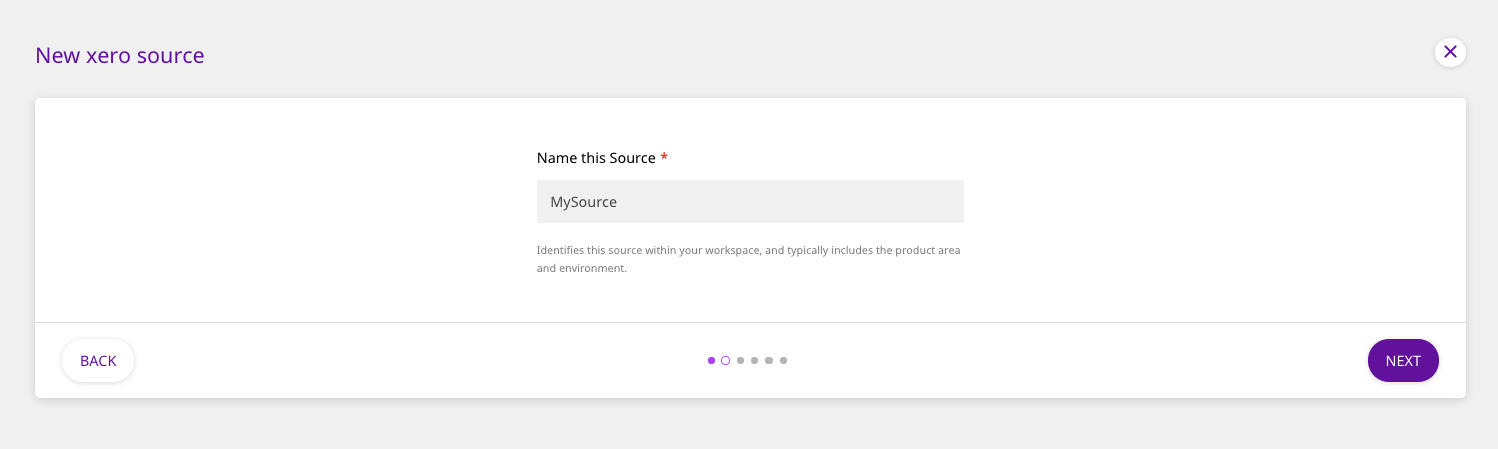 New xero source
Name this Source *
MySource
Identifies this source within your workspace, and typically includes the product area
and environment.
BACK
NEXT